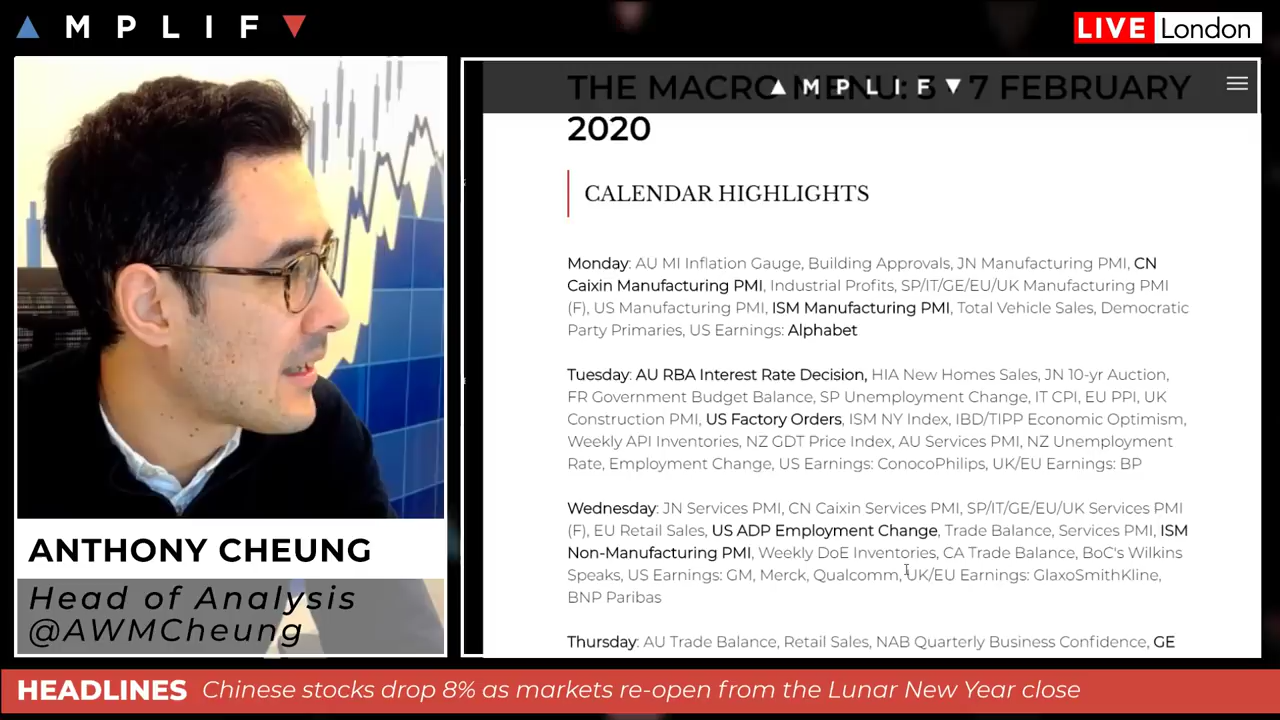 ▲ M P L I F ▼
LIVE London
THE MACRO MENU: 3 - 7 FEBRUARY
▲ M P L I F ▼
2020
CALENDAR HIGHLIGHTS
Monday: AU MI Inflation Gauge, Building Approvals, JN Manufacturing PMI, CN
Caixin Manufacturing PMI, Industrial Profits, SP/IT/GE/EU/UK Manufacturing PMI
(F), US Manufacturing PMI, ISM Manufacturing PMI, Total Vehicle Sales, Democratic
Party Primaries, US Earnings: Alphabet
Tuesday: AU RBA Interest Rate Decision, HIA New Homes Sales, JN 10-yr Auction,
FR Government Budget Balance, SP Unemployment Change, IT CPI, EU PPI, UK
Construction PMI, US Factory Orders, ISM NY Index, IBD/TIPP Economic Optimism,
Weekly API Inventories, NZ GDT Price Index, AU Services PMI, NZ Unemployment
Rate, Employment Change, US Earnings: ConocoPhilips, UK/EU Earnings: BP
Wednesday: JN Services PMI, CN Caixin Services PMI, SP/IT/GE/EU/UK Services PMI
(F), EU Retail Sales, US ADP Employment Change, Trade Balance, Services PMI, ISM
Non-Manufacturing PMI, Weekly DoE Inventories, CA Trade Balance, BoC's Wilkins
Speaks, US Earnings: GM, Merck, Qualcomm, UK/EU Earnings: GlaxoSmithKline,
BNP Paribas
Thursday: AU Trade Balance, Retail Sales, NAB Quarterly Business Confidence, GE
ANTHONY CHEUNG
Head of Analysis
@AWMCheung
HEADLINES Chinese stocks drop 8% as markets re-open from the Lunar New Year close